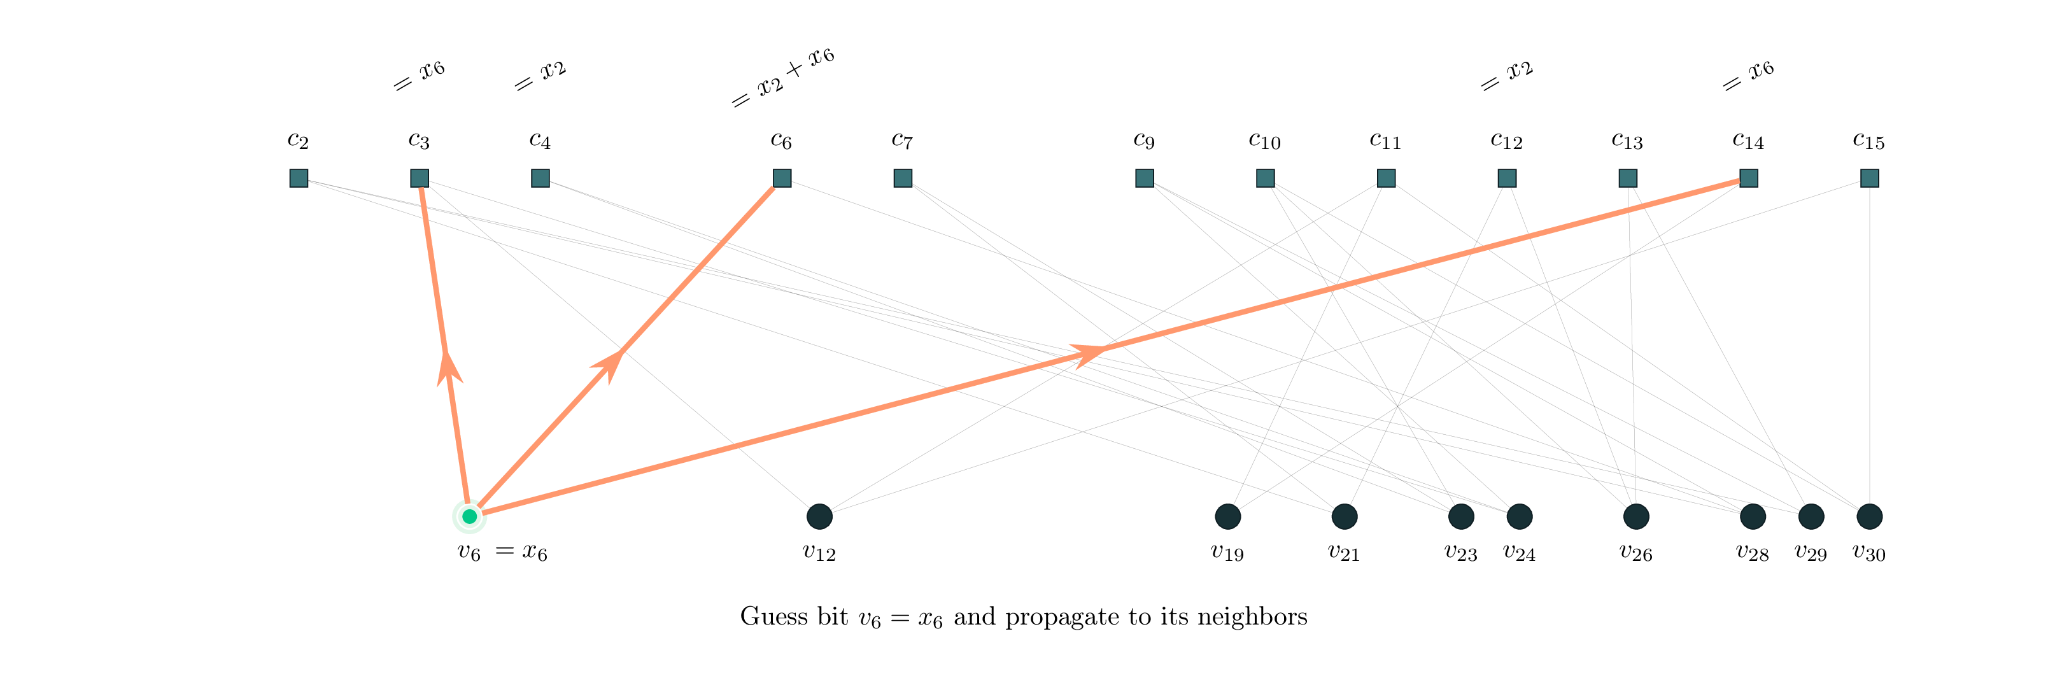 = x₆ = x₂ = x₂ + x₆ = x₂ = x₆
c₂ c₃ c₄ c₆ c₇ c₉ c₁₀ c₁₁ c₁₂ c₁₃ c₁₄ c₁₅
v₆ = x₆ v₁₂ v₁₉ v₂₁ v₂₃ v₂₄ v₂₆ v₂₈ v₂₉ v₃₀
Guess bit v₆ = x₆ and propagate to its neighbors